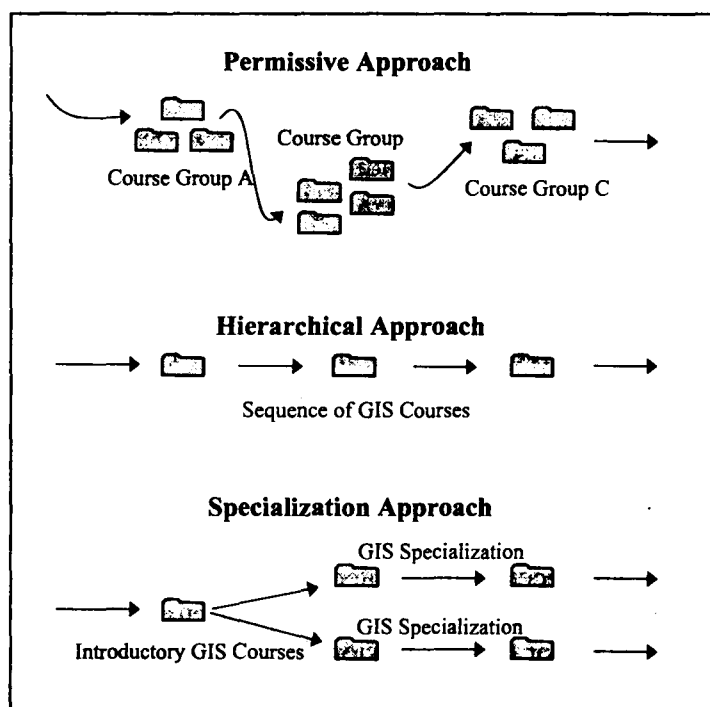 Permissive Approach
Course Group A
Course Group
Course Group C
Hierarchical Approach
Sequence of GIS Courses
Specialization Approach
GIS Specialization
Introductory GIS Courses
GIS Specialization